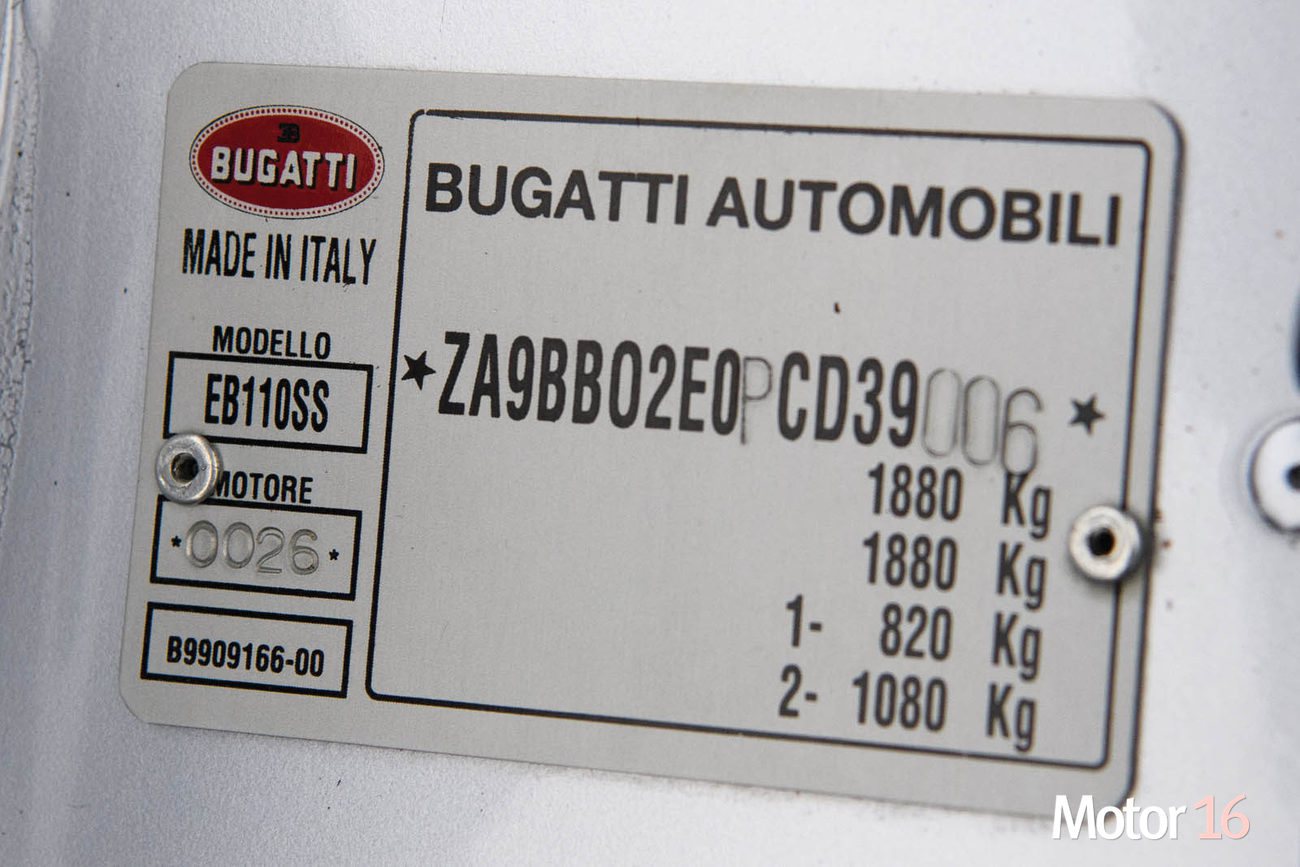 BUGATTI
MADE IN ITALY
MODELLO
EB110SS
MOTORE
*0026*
B9909166-00
BUGATTI AUTOMOBILI
★ZA9BB02E0PCD39006★
1880 Kg
1880 Kg
1- 820 Kg
2- 1080 Kg
Motor 16